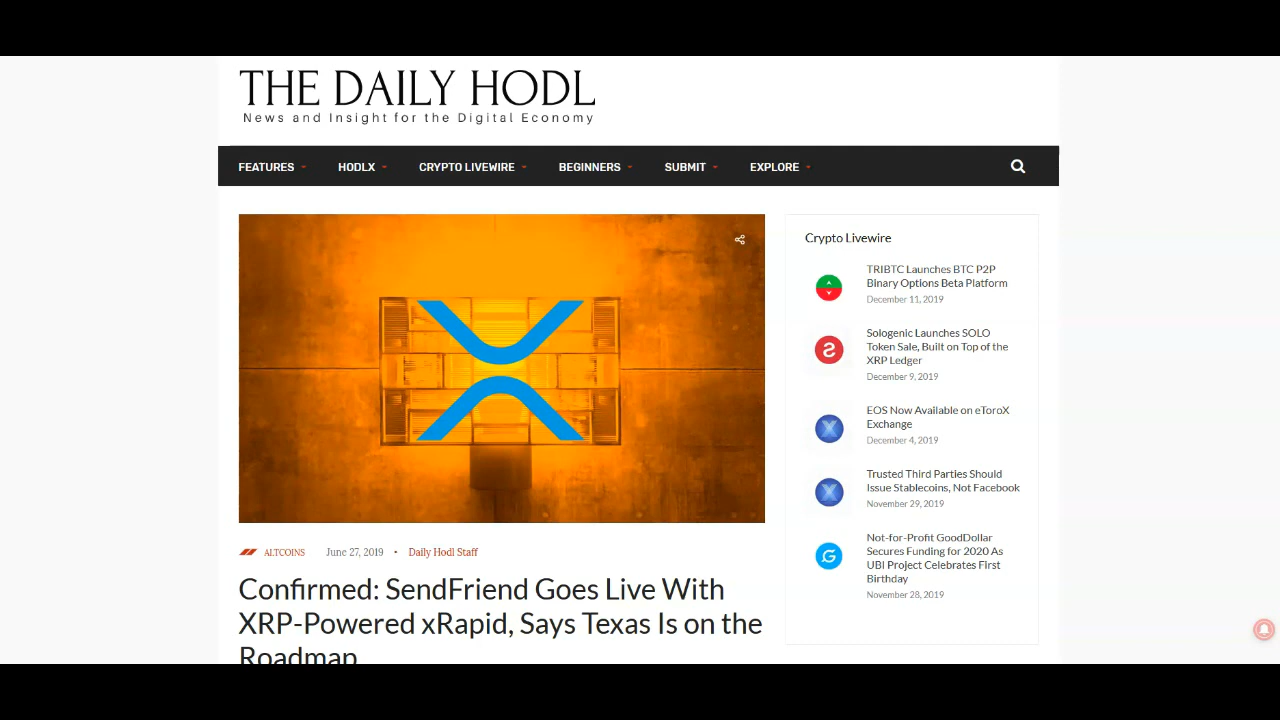 THE DAILY HODL
News and Insight for the Digital Economy
FEATURES HODLX CRYPTO LIVEWIRE BEGINNERS SUBMIT EXPLORE
ALTCOINS June 27, 2019 • Daily Hodl Staff
Confirmed: SendFriend Goes Live With
XRP-Powered xRapid, Says Texas Is on the
Roadmap
Crypto Livewire
TRIBTC Launches BTC P2P
Binary Options Beta Platform
December 11, 2019
Sologenic Launches SOLO
Token Sale, Built on Top of the
XRP Ledger
December 9, 2019
EOS Now Available on eToroX
Exchange
December 4, 2019
Trusted Third Parties Should
Issue Stablecoins, Not Facebook
November 29, 2019
Not-for-Profit GoodDollar
Secures Funding for 2020 As
UBI Project Celebrates First
Birthday
November 28, 2019